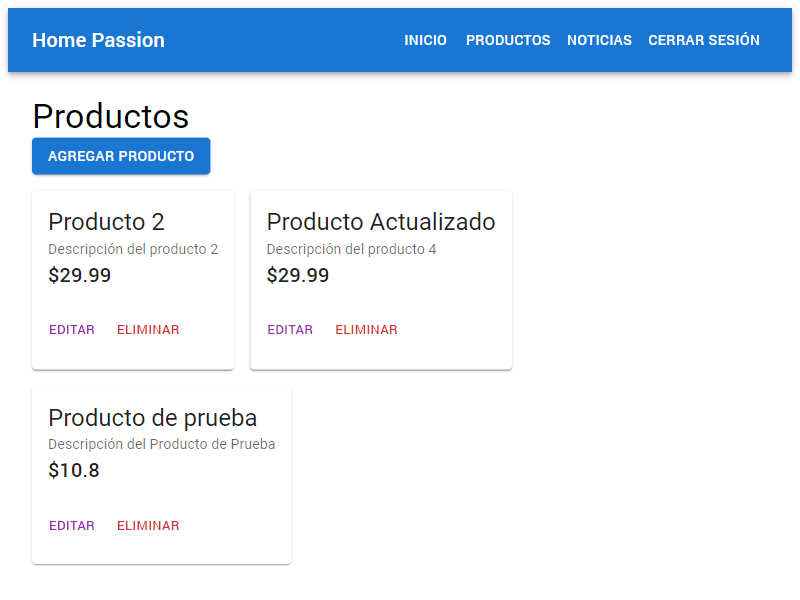 Home Passion
INICIO PRODUCTOS NOTICIAS CERRAR SESIÓN
Productos
AGREGAR PRODUCTO
Producto 2
Descripción del producto 2
$29.99
EDITAR ELIMINAR
Producto Actualizado
Descripción del producto 4
$29.99
EDITAR ELIMINAR
Producto de prueba
Descripción del Producto de Prueba
$10.8
EDITAR ELIMINAR